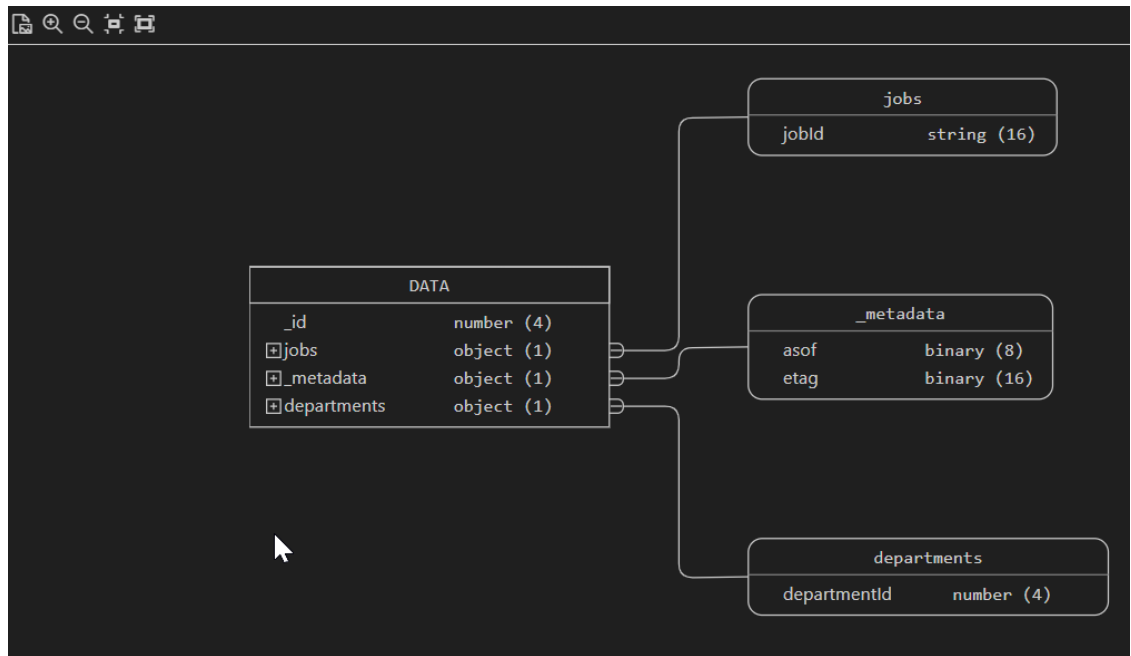 jobs
jobId string (16)
DATA
_id number (4)
jobs object (1)
_metadata object (1)
departments object (1)
_metadata
asof binary (8)
etag binary (16)
departments
departmentId number (4)